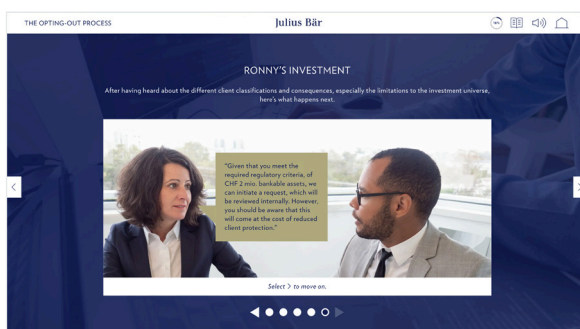 THE OPTING-OUT PROCESS
Julius Bär
RONNY'S INVESTMENT
After having heard about the different client classifications and consequences, especially the limitations to the investment universe,
here's what happens next.
"Given that you meet the
required regulatory criteria, of
CHF 2 mio. bankable assets, we
can initiate a request, which will
be reviewed internally. However,
you should be aware that this
will come at the cost of reduced
client protection."
Select > to move on.